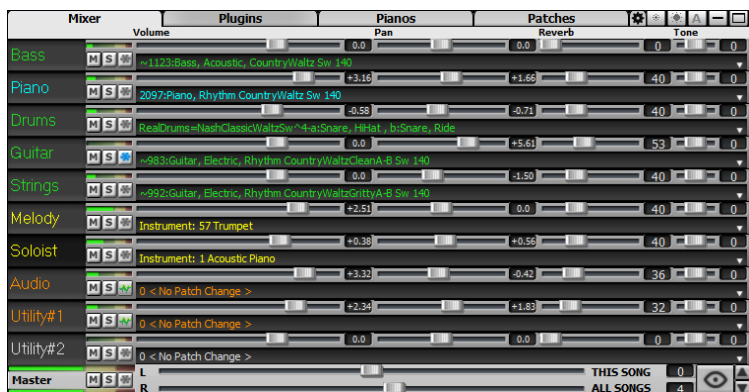 Mixer Plugins Pianos Patches A
Volume Pan Reverb Tone
Bass 0.0 0.0 0 0
M S ~1123:Bass, Acoustic, CountryWaltz Sw 140
Piano +3.16 +1.66 40 0
M S 2097:Piano, Rhythm CountryWaltz Sw 140
Drums -0.58 -0.71 40 0
M S RealDrums=NashClassicWaltzSw^4-a:Snare, HiHat , b:Snare, Ride
Guitar 0.0 +5.61 53 0
M S ~983:Guitar, Electric, Rhythm CountryWaltzCleanA-B Sw 140
Strings 0.0 -1.50 40 0
M S ~992:Guitar, Electric, Rhythm CountryWaltzGrittyA-B Sw 140
Melody +2.51 0.0 40 0
M S Instrument: 57 Trumpet
Soloist +0.38 +0.56 40 0
M S Instrument: 1 Acoustic Piano
Audio +3.32 -0.42 36 0
M S 0 < No Patch Change >
Utility#1 +2.34 +1.83 32 0
M S 0 < No Patch Change >
Utility#2 0.0 0.0 0 0
M S 0 < No Patch Change >
Master M S L THIS SONG 0
R ALL SONGS 4